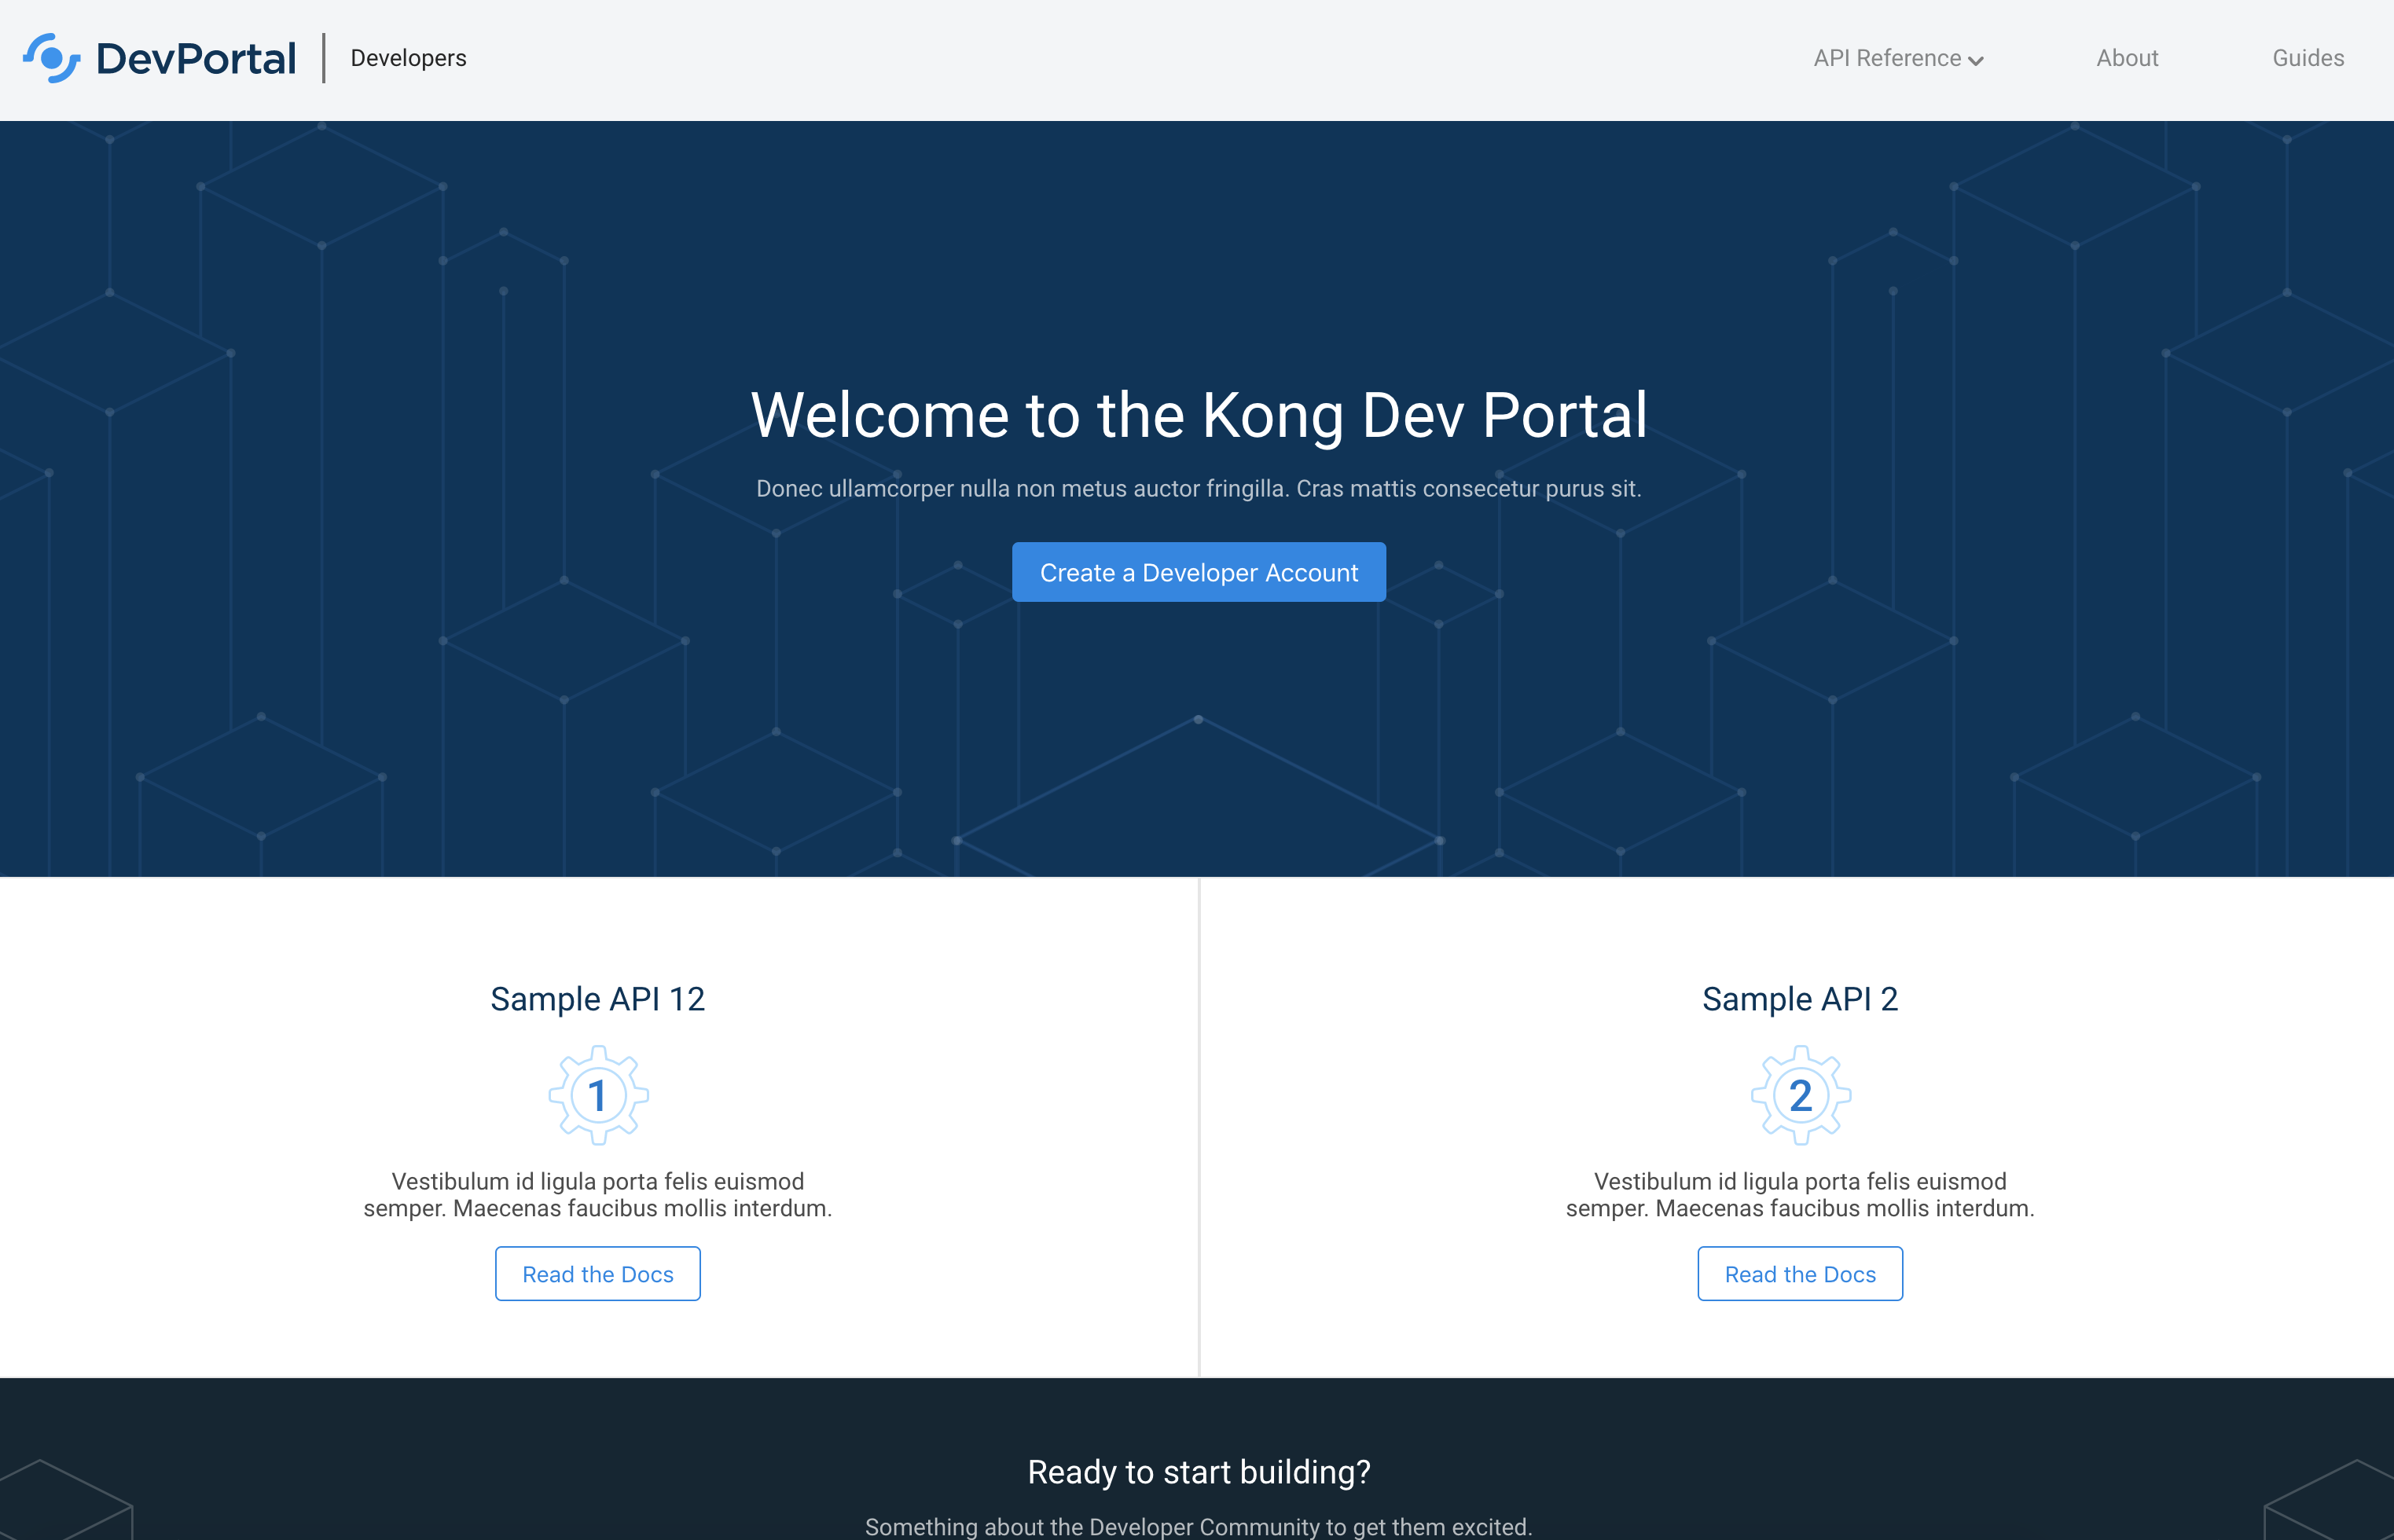 DevPortal
Developers
API Reference
About
Guides
Welcome to the Kong Dev Portal
Donec ullamcorper nulla non metus auctor fringilla. Cras mattis consecetur purus sit.
Create a Developer Account
Sample API 12
1
Vestibulum id ligula porta felis euismod
semper. Maecenas faucibus mollis interdum.
Read the Docs
Sample API 2
2
Vestibulum id ligula porta felis euismod
semper. Maecenas faucibus mollis interdum.
Read the Docs
Ready to start building?
Something about the Developer Community to get them excited.